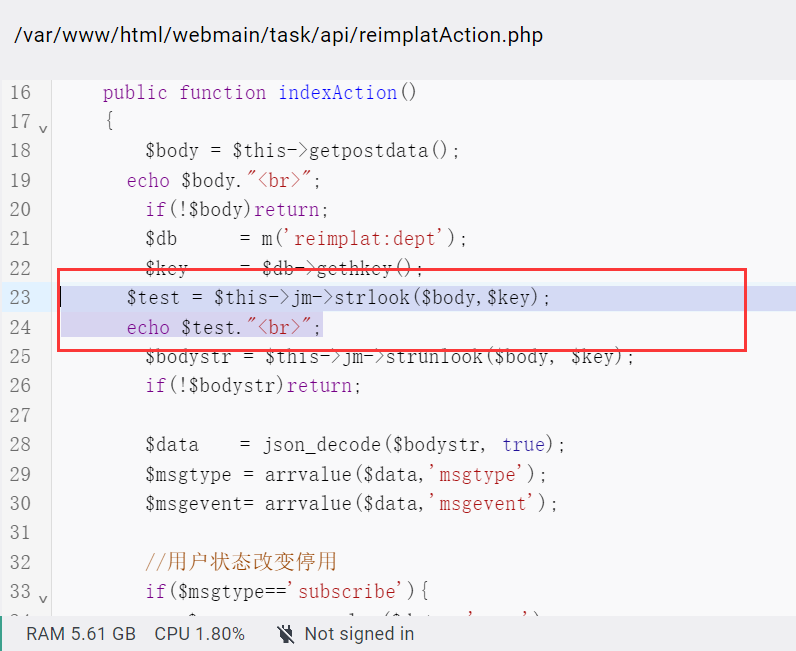 /var/www/html/webmain/task/api/reimplatAction.php
16 public function indexAction()
17 {
18 $body = $this->getpostdata();
19 echo $body."<br>";
20 if(!$body)return;
21 $db = m('reimplat:dept');
22 $key = $db->gethkey();
23 $test = $this->jm->strlook($body,$key);
24 echo $test."<br>";
25 $bodystr = $this->jm->strunlook($body, $key);
26 if(!$bodystr)return;
27
28 $data = json_decode($bodystr, true);
29 $msgtype = arrvalue($data,'msgtype');
30 $msgevent= arrvalue($data,'msgevent');
31
32 //用户状态改变停用
33 if($msgtype=='subscribe'){
RAM 5.61 GB CPU 1.80% Not signed in